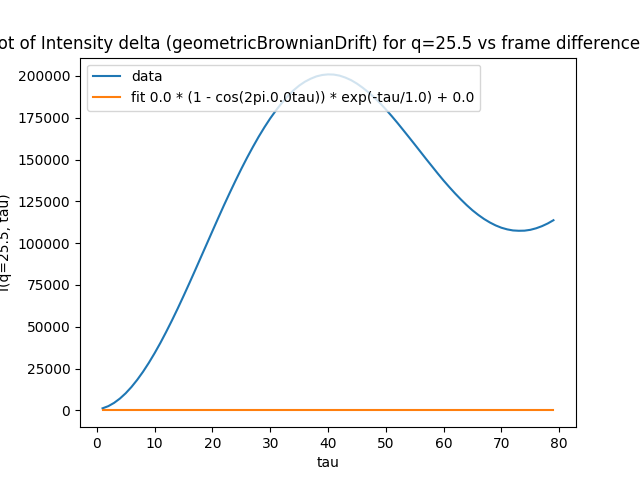 ot of Intensity delta (geometricBrownianDrift) for q=25.5 vs frame difference
data
fit 0.0 * (1 - cos(2pi.0.0tau)) * exp(-tau/1.0) + 0.0
200000
175000
150000
125000
100000
75000
50000
25000
0
I(q=25.5, tau)
0 10 20 30 40 50 60 70 80
tau